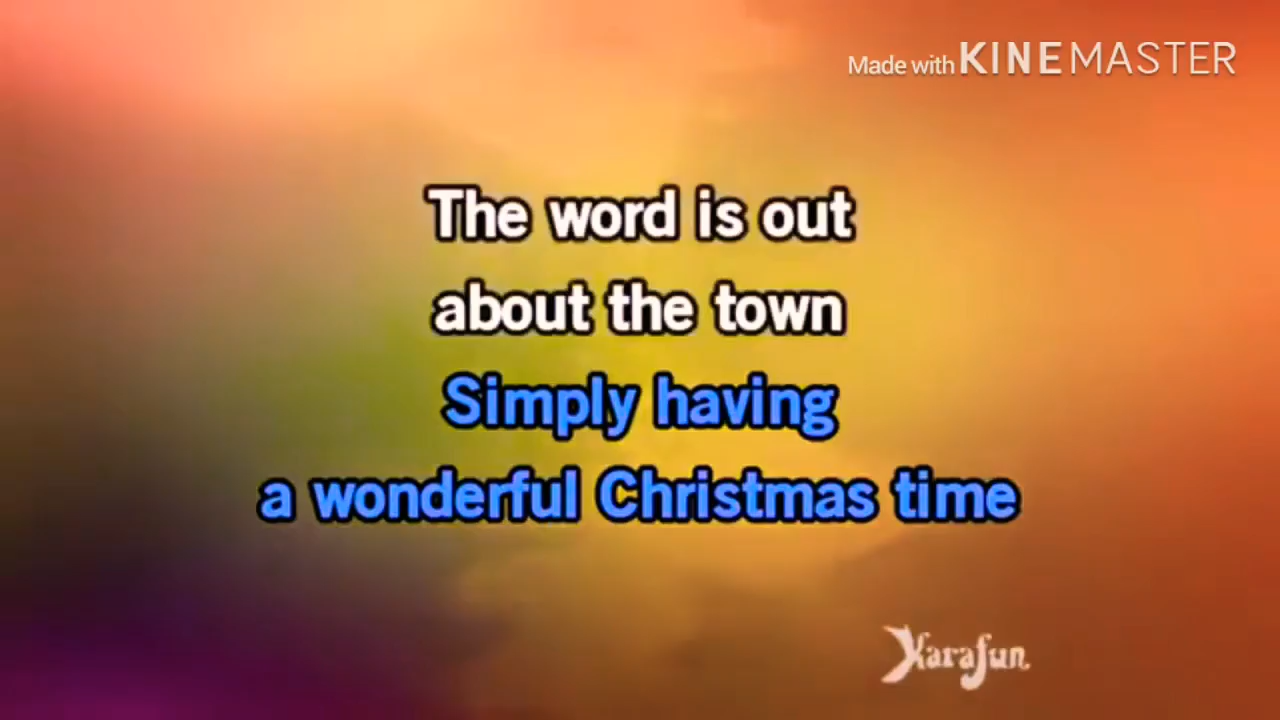 Made with KINEMASTER
The word is out
about the town
Simply having
a wonderful Christmas time
Karafun